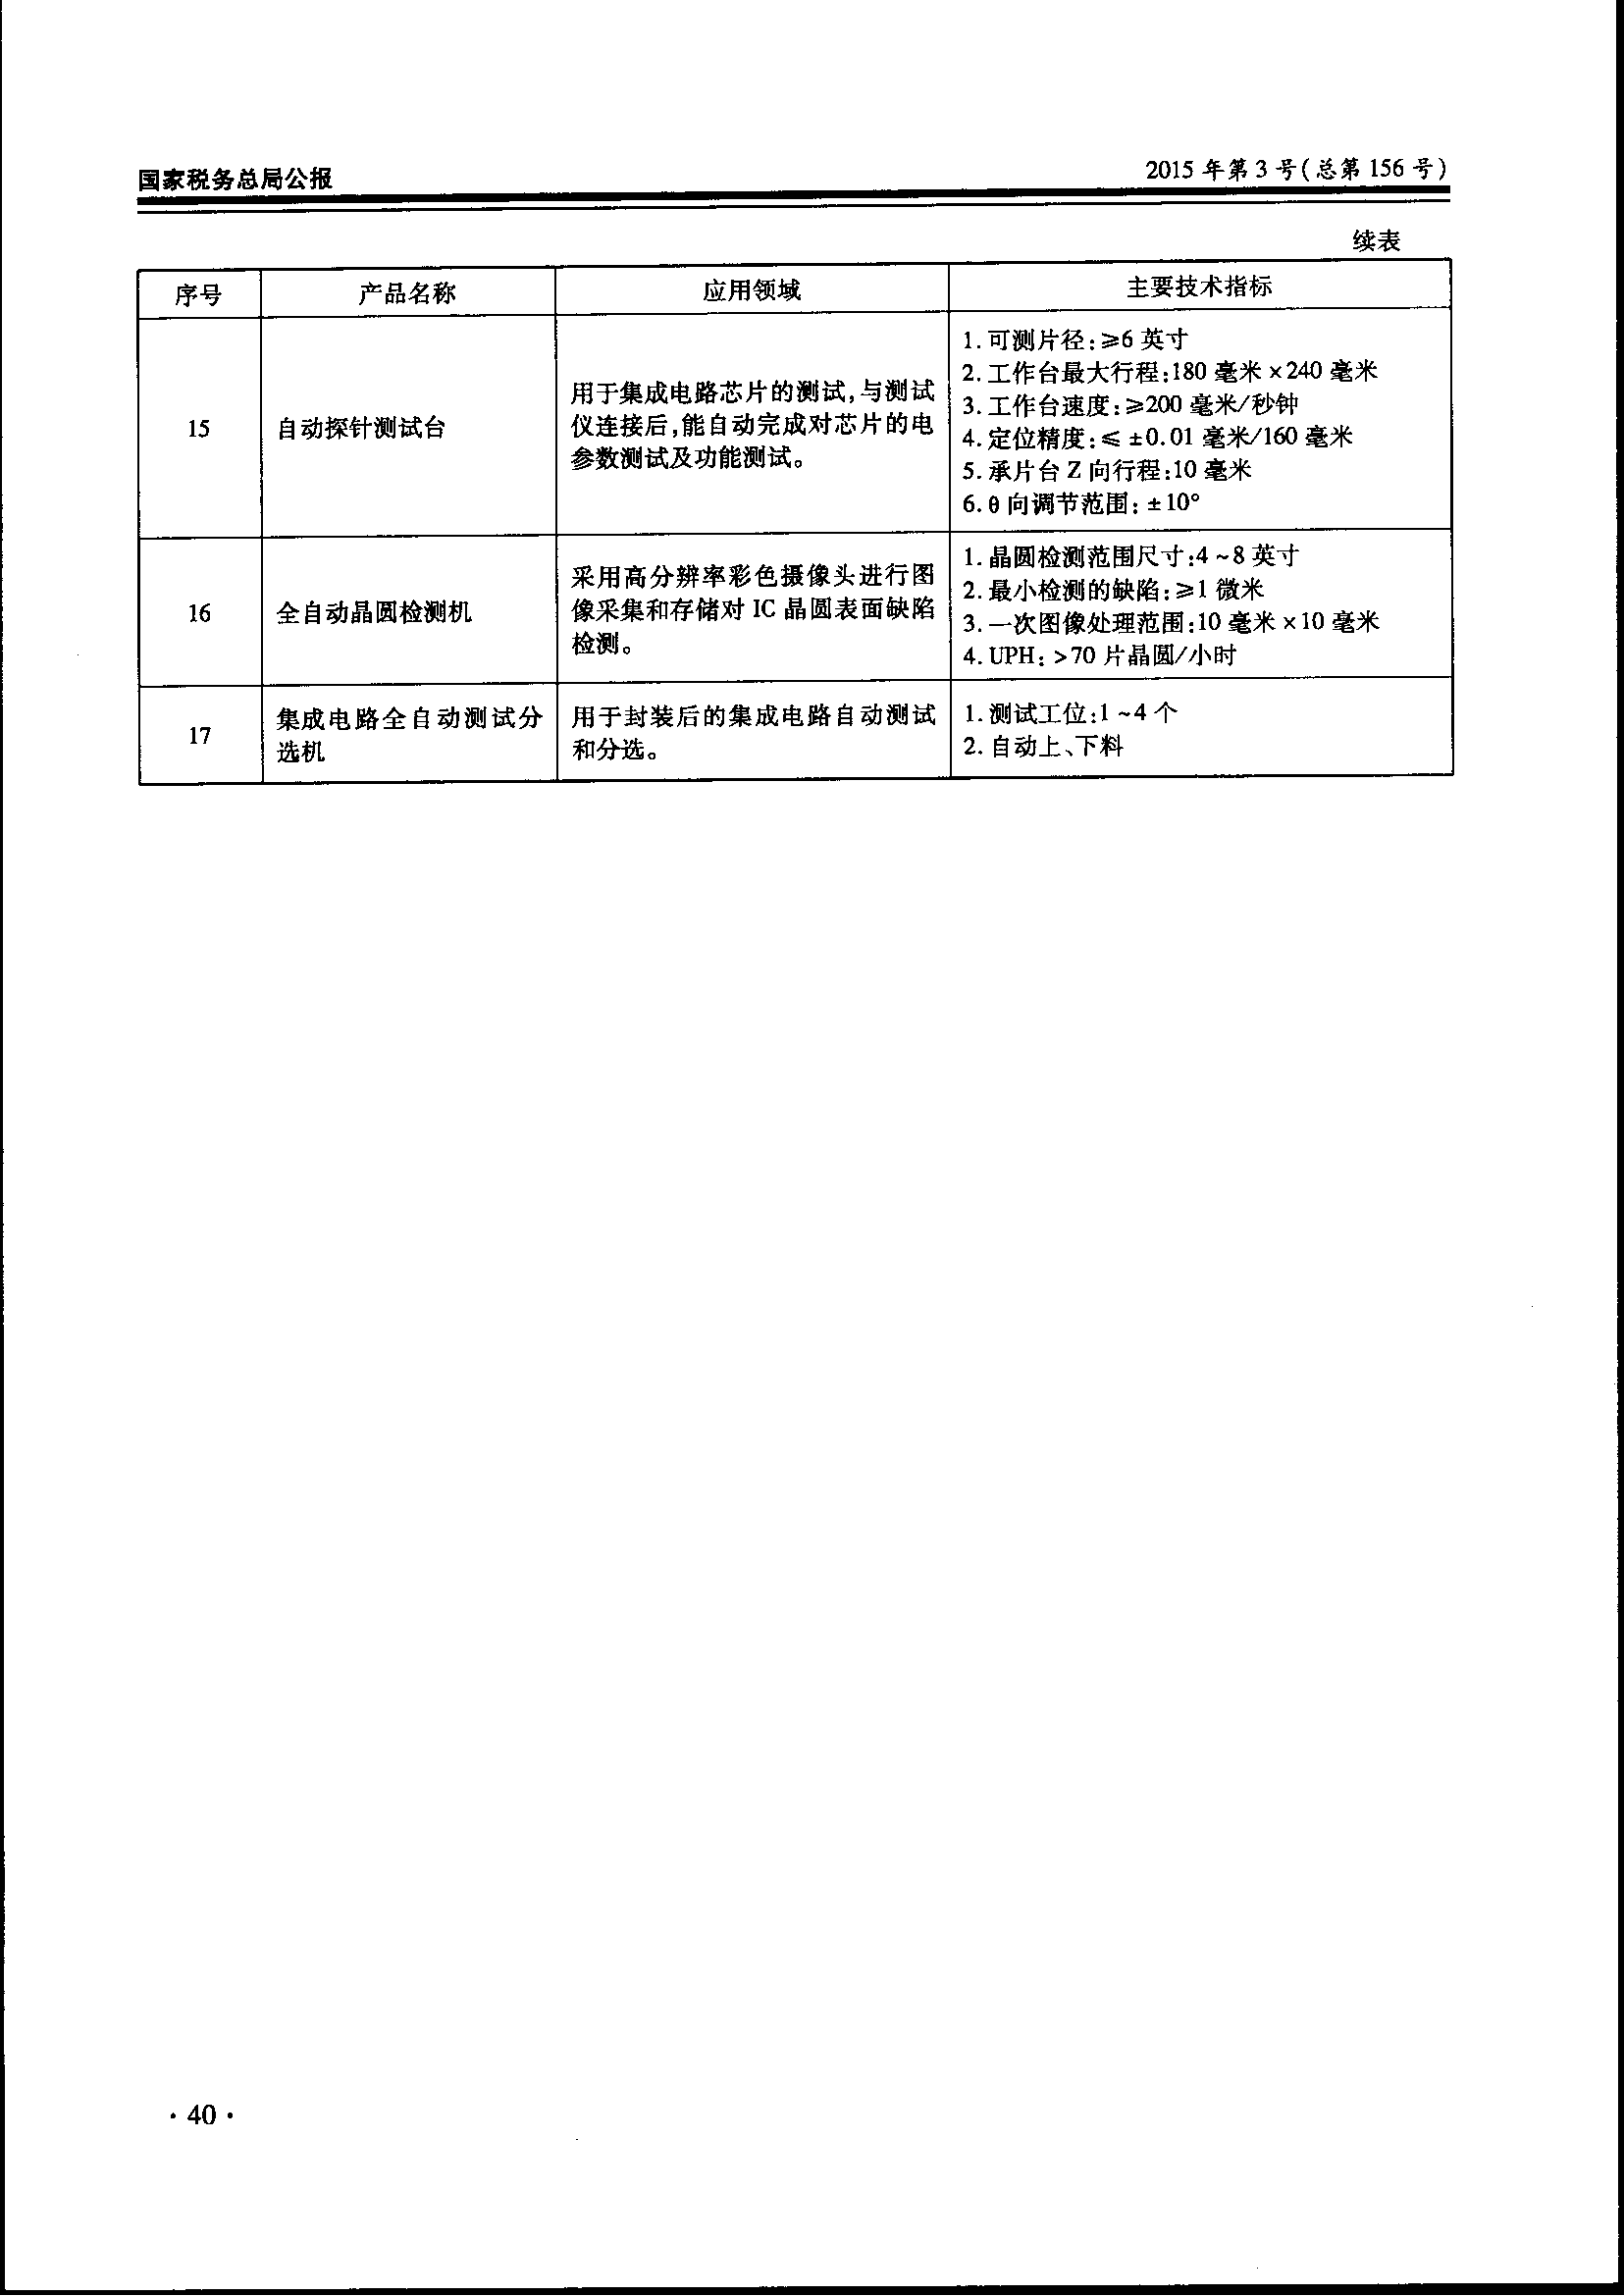 国家税务总局公报
2015 年第 3 号(总第 156 号)
续表
序号 产品名称 应用领域 主要技术指标
15
自动探针测试台
用于集成电路芯片的测试,与测试
仪连接后,能自动完成对芯片的电
参数测试及功能测试。
1. 可测片径:≥6 英寸
2. 工作台最大行程:180 毫米 ×240 毫米
3. 工作台速度:≥200 毫米/秒钟
4. 定位精度:≤ ±0.01 毫米/160 毫米
5. 承片台 Z 向行程:10 毫米
6. θ 向调节范围: ±10°
16
全自动晶圆检测机
采用高分辨率彩色摄像头进行图
像采集和存储对 IC 晶圆表面缺陷
检测。
1. 晶圆检测范围尺寸:4 ~8 英寸
2. 最小检测的缺陷:≥1 微米
3. 一次图像处理范围:10 毫米 ×10 毫米
4. UPH: >70 片晶圆/小时
17
集成电路全自动测试分
选机
用于封装后的集成电路自动测试
和分选。
1. 测试工位:1 ~4 个
2. 自动上、下料
· 40 ·